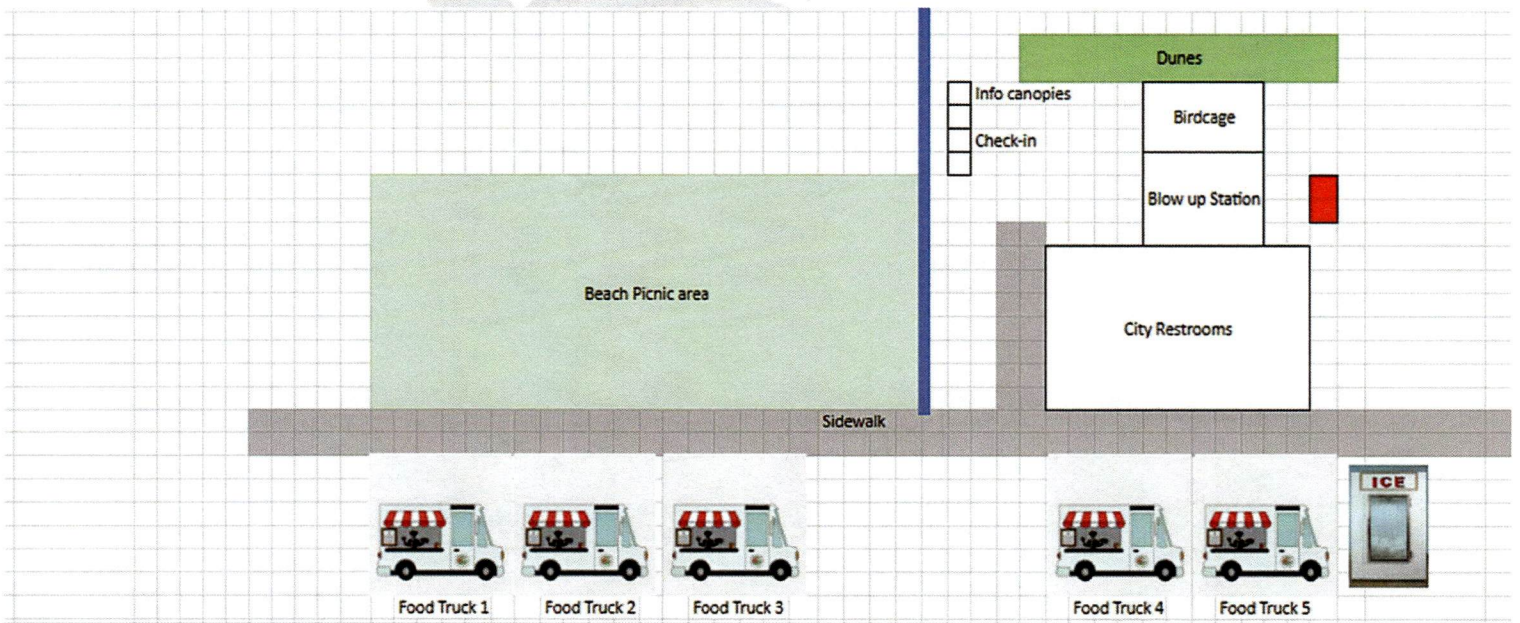 Dunes
Info canopies
Birdcage
Check-in
Blow up Station
Beach Picnic area
City Restrooms
Sidewalk
ICE
Food Truck 1
Food Truck 2
Food Truck 3
Food Truck 4
Food Truck 5